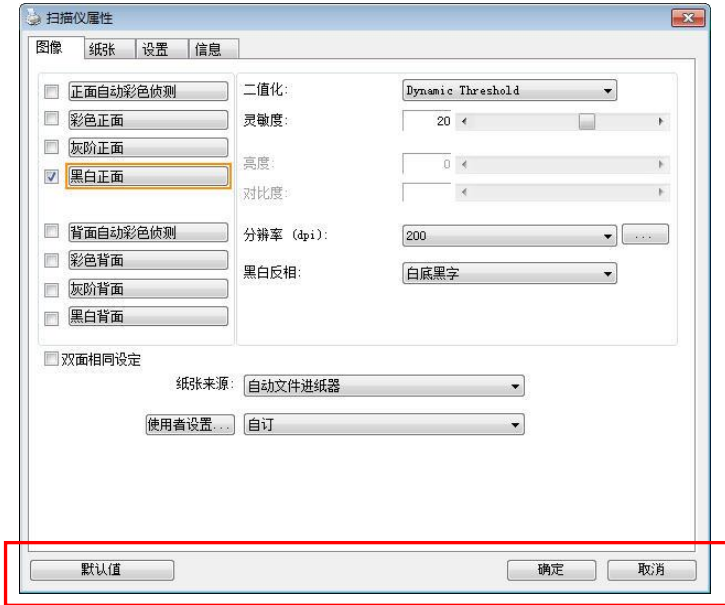 扫描仪属性
图像 纸张 设置 信息
正面自动彩色侦测
彩色正面
灰阶正面
黑白正面
背面自动彩色侦测
彩色背面
灰阶背面
黑白背面
二值化: Dynamic Threshold
灵敏度: 20
亮度: 0
对比度:
分辨率 (dpi): 200 ...
黑白反相: 白底黑字
双面相同设定
纸张来源: 自动文件进纸器
使用者设置... 自订
默认值 确定 取消